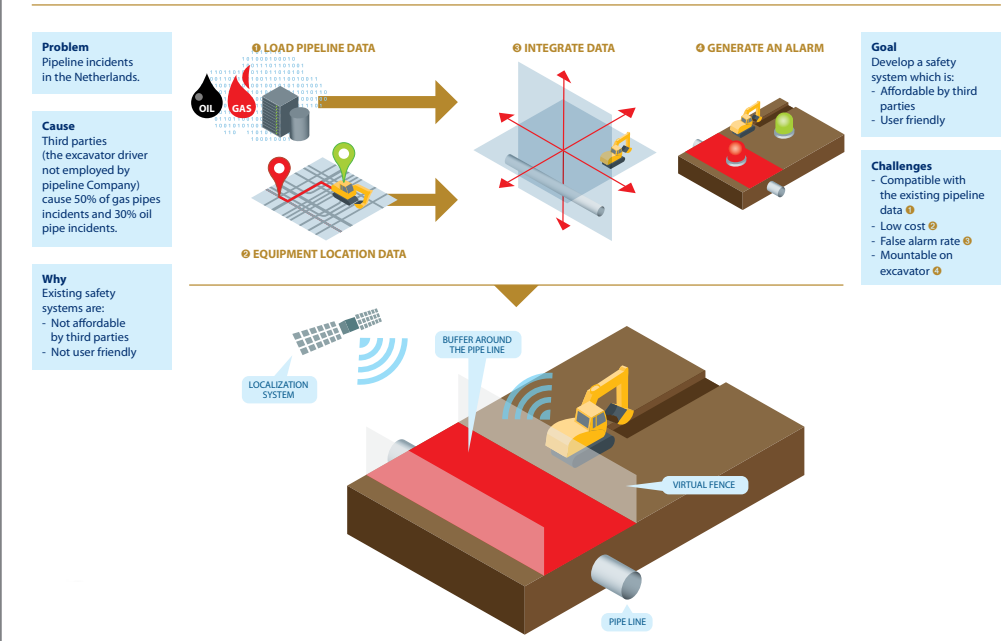 Problem
Pipeline incidents
in the Netherlands.
Cause
Third parties
(the excavator driver
not employed by
pipeline Company)
cause 50% of gas pipes
incidents and 30% oil
pipe incidents.
Why
Existing safety
systems are:
- Not affordable
by third parties
- Not user friendly
❶ LOAD PIPELINE DATA
OIL
GAS
❷ EQUIPMENT LOCATION DATA
❸ INTEGRATE DATA
❹ GENERATE AN ALARM
Goal
Develop a safety
system which is:
- Affordable by third
parties
- User friendly
Challenges
- Compatible with
the existing pipeline
data ❶
- Low cost ❷
- False alarm rate ❸
- Mountable on
excavator ❹
LOCALIZATION
SYSTEM
BUFFER AROUND
THE PIPE LINE
VIRTUAL FENCE
PIPE LINE